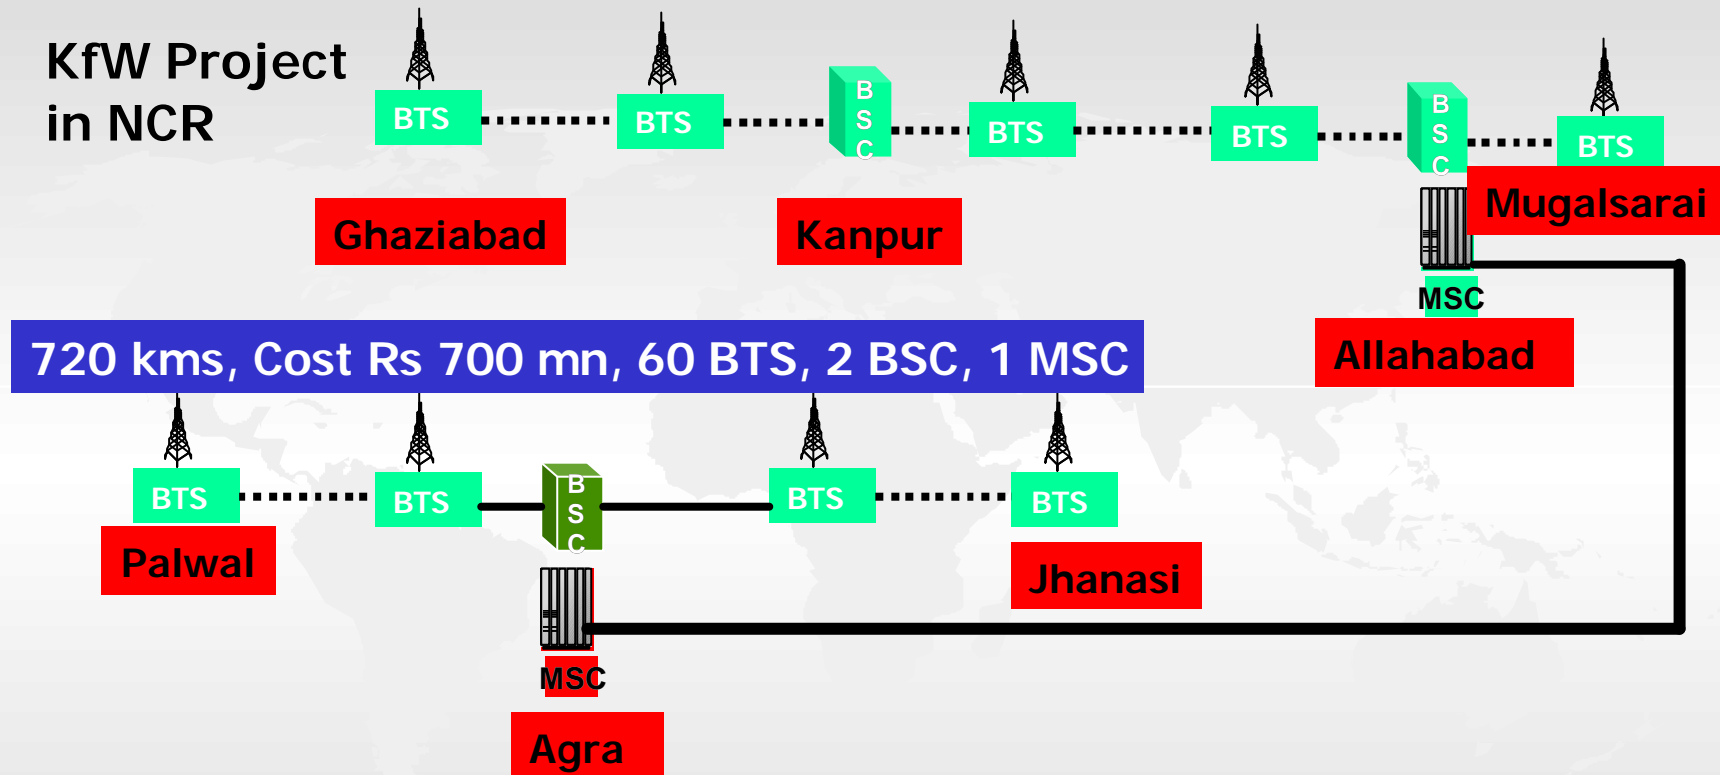 KfW Project
in NCR
BTS
BTS
B
S
C
BTS
BTS
B
S
C
BTS
Ghaziabad
Kanpur
Mugalsarai
MSC
Allahabad
720 kms, Cost Rs 700 mn, 60 BTS, 2 BSC, 1 MSC
BTS
BTS
B
S
C
BTS
BTS
Palwal
Jhanasi
MSC
Agra